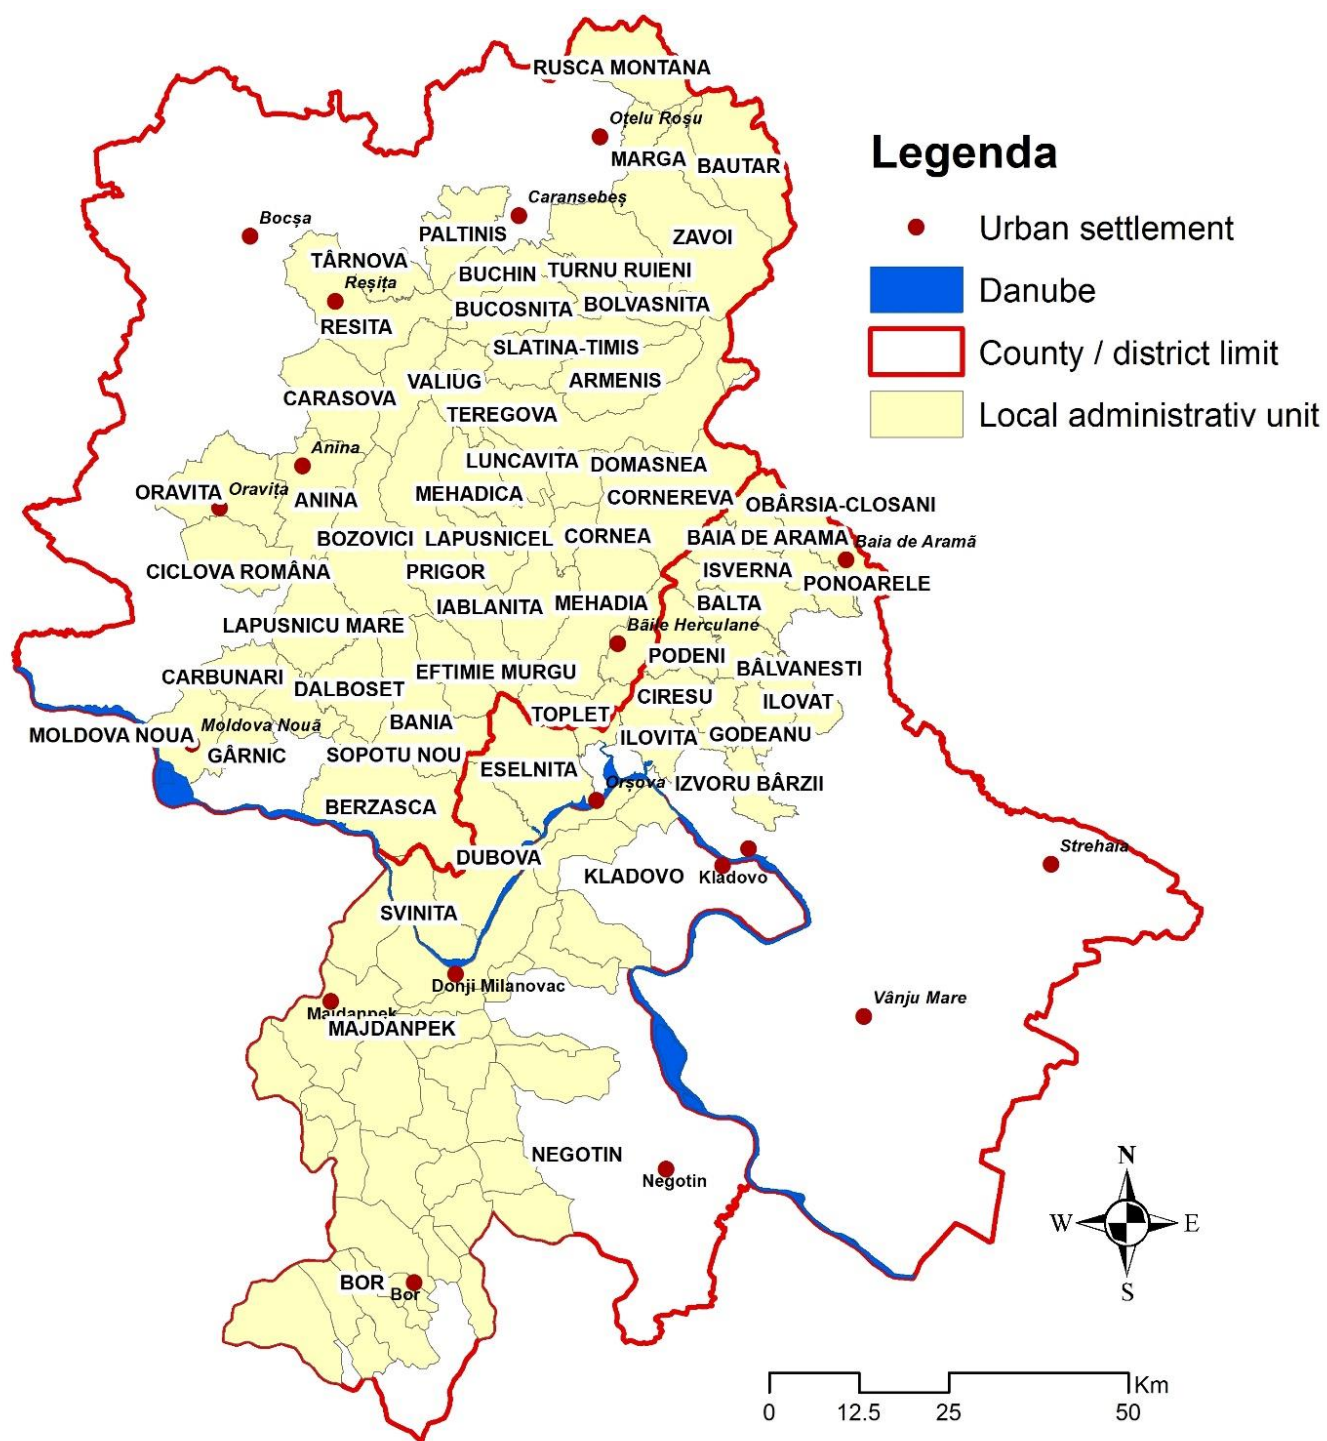 RUSCA MONTANA
Oțelu Roșu
MARGA
BAUTAR
Legenda
Caransebeș
Bocșa
PALTINIS
ZAVOI
Urban settlement
TÂRNOVA
Reșița
BUCHIN
TURNU RUIENI
Danube
BUCOSNITA
BOLVASNITA
RESITA
SLATINA-TIMIS
County / district limit
VALIUG
ARMENIS
CARASOVA
TEREGOVA
Local administrativ unit
Anina
LUNCAVITA
DOMASNEA
ORAVITA
Oravița
ANINA
MEHADICA
CORNEREVA
OBÂRSIA-CLOSANI
BOZOVICI
LAPUSNICEL
CORNEA
BAIA DE ARAMA
Baia de Aramă
CICLOVA ROMÂNA
PRIGOR
ISVERNA
PONOARELE
IABLANITA
MEHADIA
BALTA
LAPUSNICU MARE
Băile Herculane
PODENI
CARBUNARI
EFTIMIE MURGU
BÂLVANESTI
DALBOSET
CIRESU
ILOVAT
MOLDOVA NOUA
Moldova Nouă
BANIA
TOPLET
ILOVITA
GODEANU
GÂRNIC
SOPOTU NOU
ESELNITA
Orșova
IZVORU BÂRZII
BERZASCA
DUBOVA
KLADOVO
Kladovo
Strehaia
SVINITA
Donji Milanovac
Vânju Mare
Majdanpek
MAJDANPEK
NEGOTIN
Negotin
N
W
E
S
BOR
Bor
Km
0
12.5
25
50